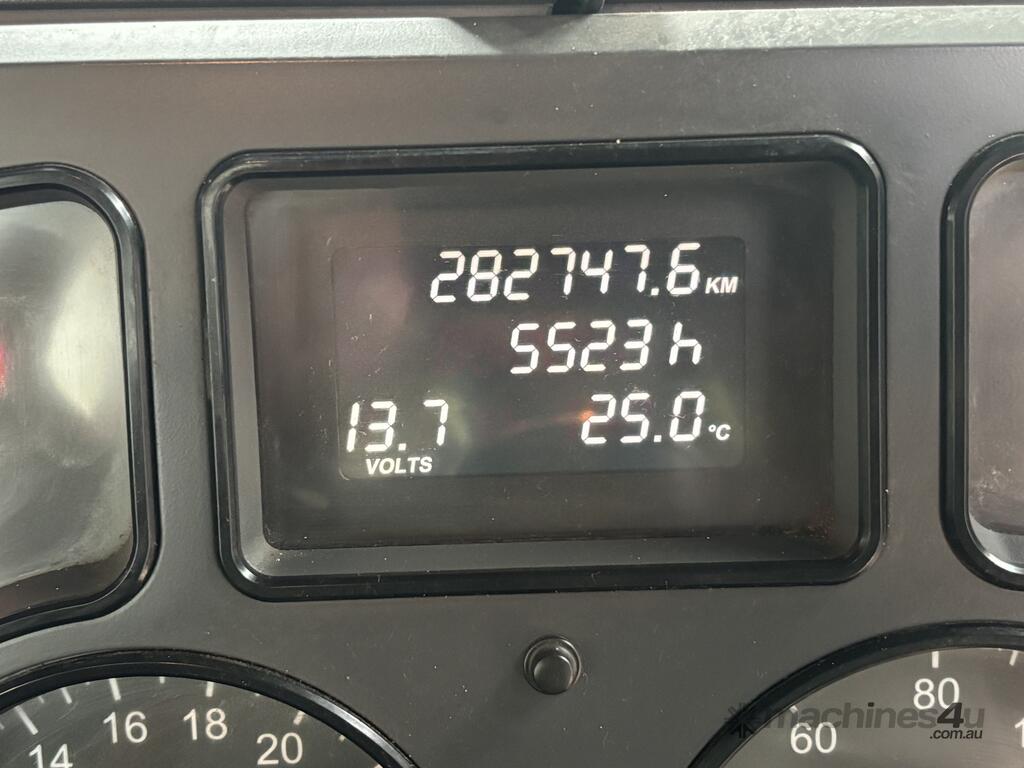 282747.6 KM
5523 h
13.7 25.0 °C
VOLTS
14 16 18 20
60 80
machines4u
.com.au